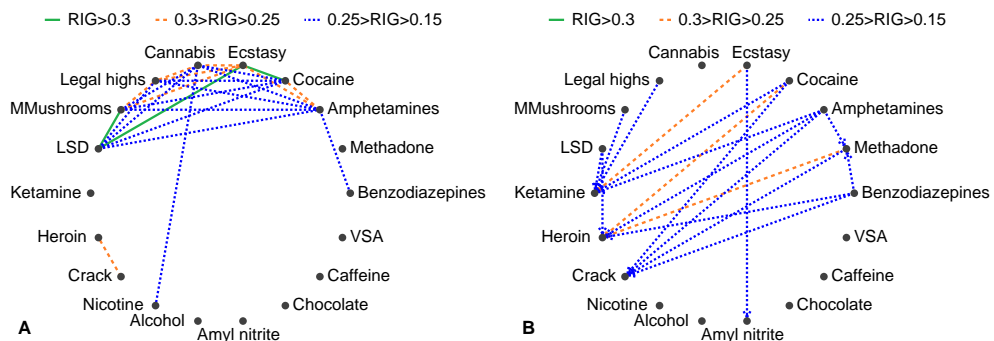 RIG>0.3 0.3>RIG>0.25 0.25>RIG>0.15
Cannabis Ecstasy
Legal highs Cocaine
MMushrooms Amphetamines
LSD Methadone
Ketamine Benzodiazepines
Heroin VSA
Crack Caffeine
Nicotine Chocolate
Alcohol Amyl nitrite
A
RIG>0.3 0.3>RIG>0.25 0.25>RIG>0.15
Cannabis Ecstasy
Legal highs Cocaine
MMushrooms Amphetamines
LSD Methadone
Ketamine Benzodiazepines
Heroin VSA
Crack Caffeine
Nicotine Chocolate
Alcohol Amyl nitrite
B